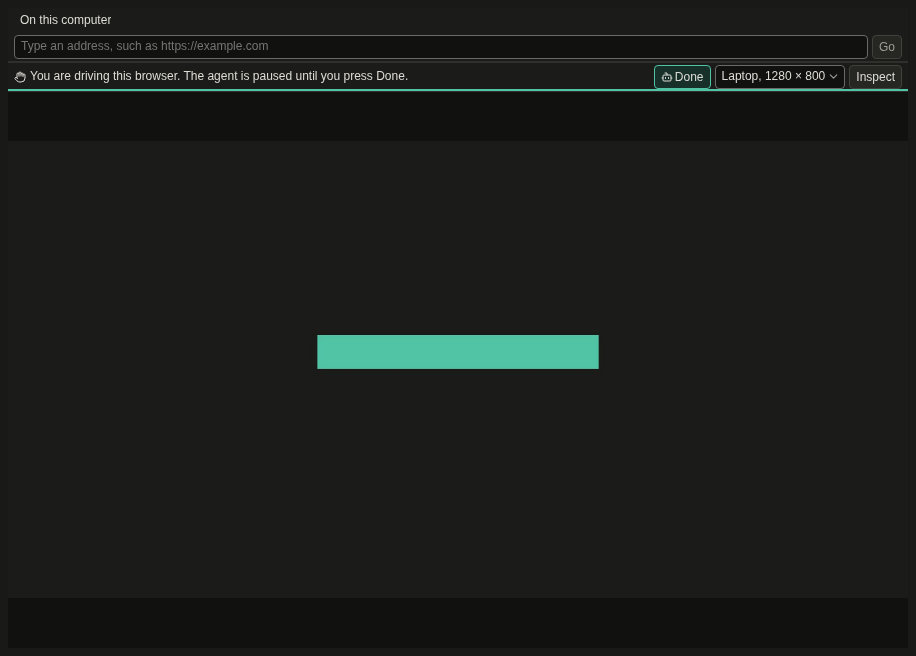 On this computer
Type an address, such as https://example.com
Go
You are driving this browser. The agent is paused until you press Done.
Done
Laptop, 1280 × 800
Inspect